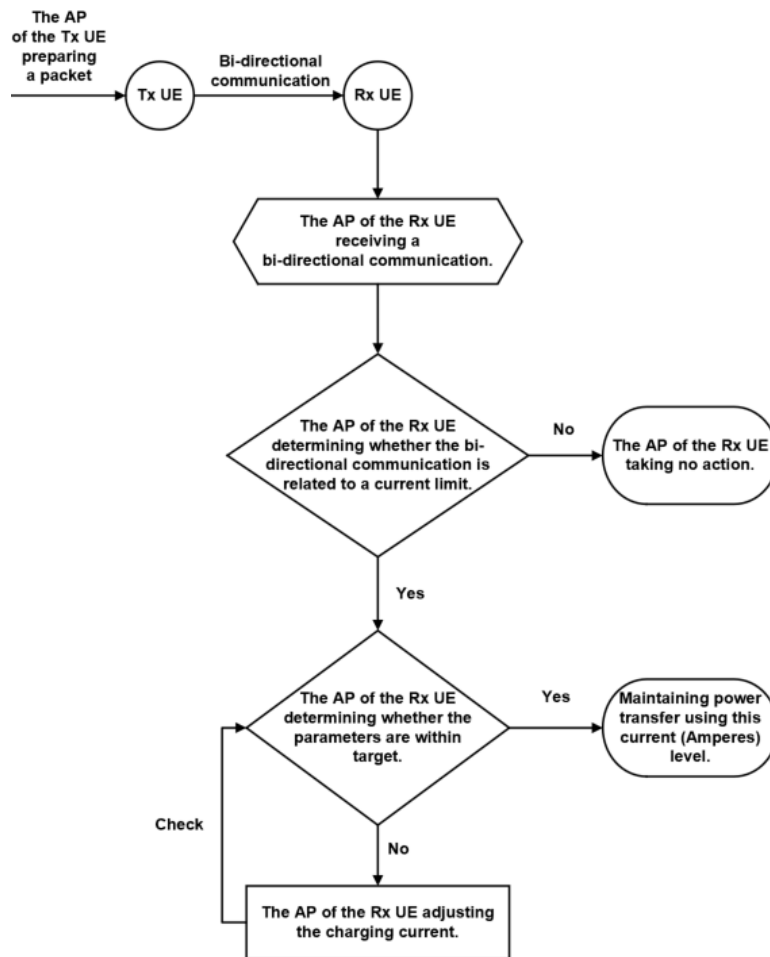 The AP
of the Tx UE
preparing
a packet
Tx UE
Bi-directional
communication
Rx UE
The AP of the Rx UE
receiving a
bi-directional communication.
The AP of the Rx UE
determining whether the bi-
directional communication is
related to a current limit.
No
The AP of the Rx UE
taking no action.
Yes
The AP of the Rx UE
determining whether the
parameters are within
target.
Yes
Maintaining power
transfer using this
current (Amperes)
level.
Check
No
The AP of the Rx UE adjusting
the charging current.